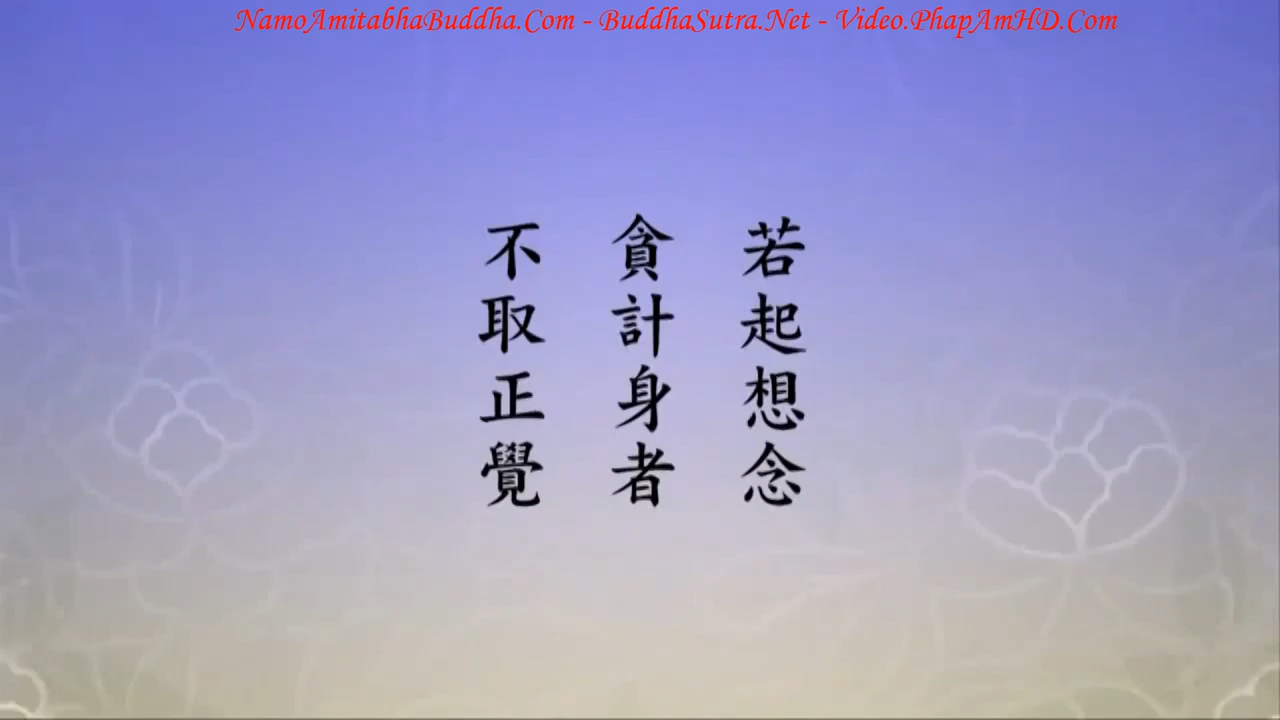 NamoAmitabhaBuddha.Com - BuddhaSutra.Net - Video.PhapAmHD.Com
若起想念
貪計身者
不取正覺